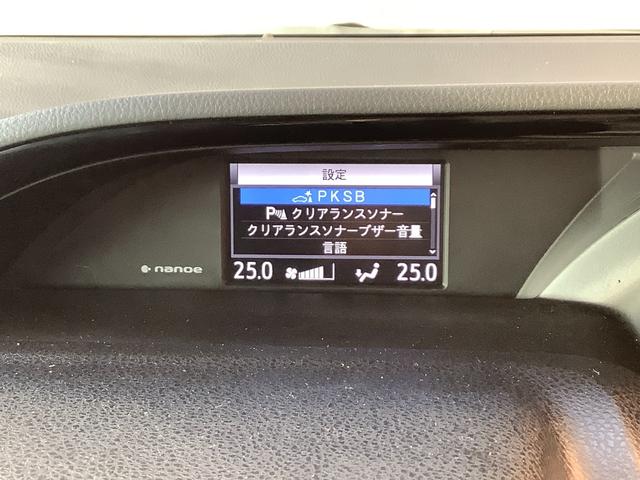 設定
PKSB
P クリアランスソナー
クリアランスソナーブザー音量
言語
nanoe
25.0 25.0